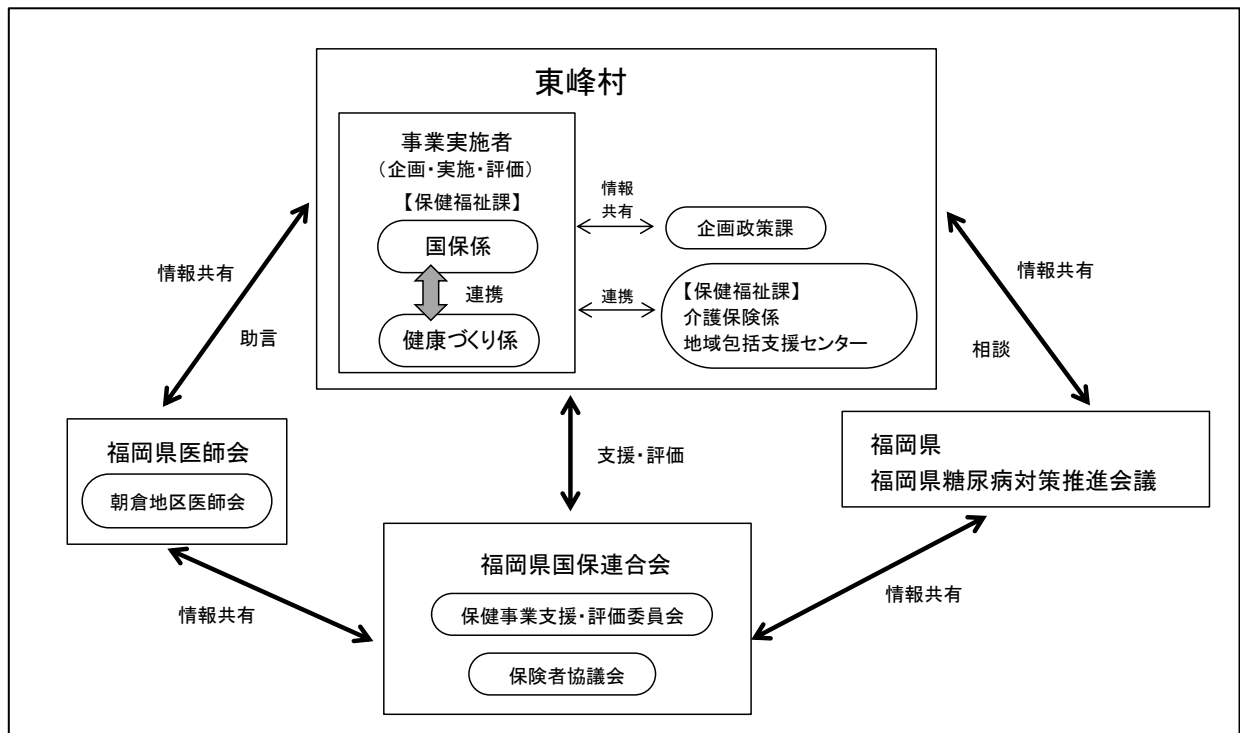 東峰村
事業実施者
(企画・実施・評価)
【保健福祉課】
国保係
連携
健康づくり係
情報
共有
企画政策課
連携
【保健福祉課】
介護保険係
地域包括支援センター
情報共有
助言
情報共有
相談
福岡県医師会
朝倉地区医師会
支援・評価
福岡県
福岡県糖尿病対策推進会議
福岡県国保連合会
保健事業支援・評価委員会
保険者協議会
情報共有
情報共有